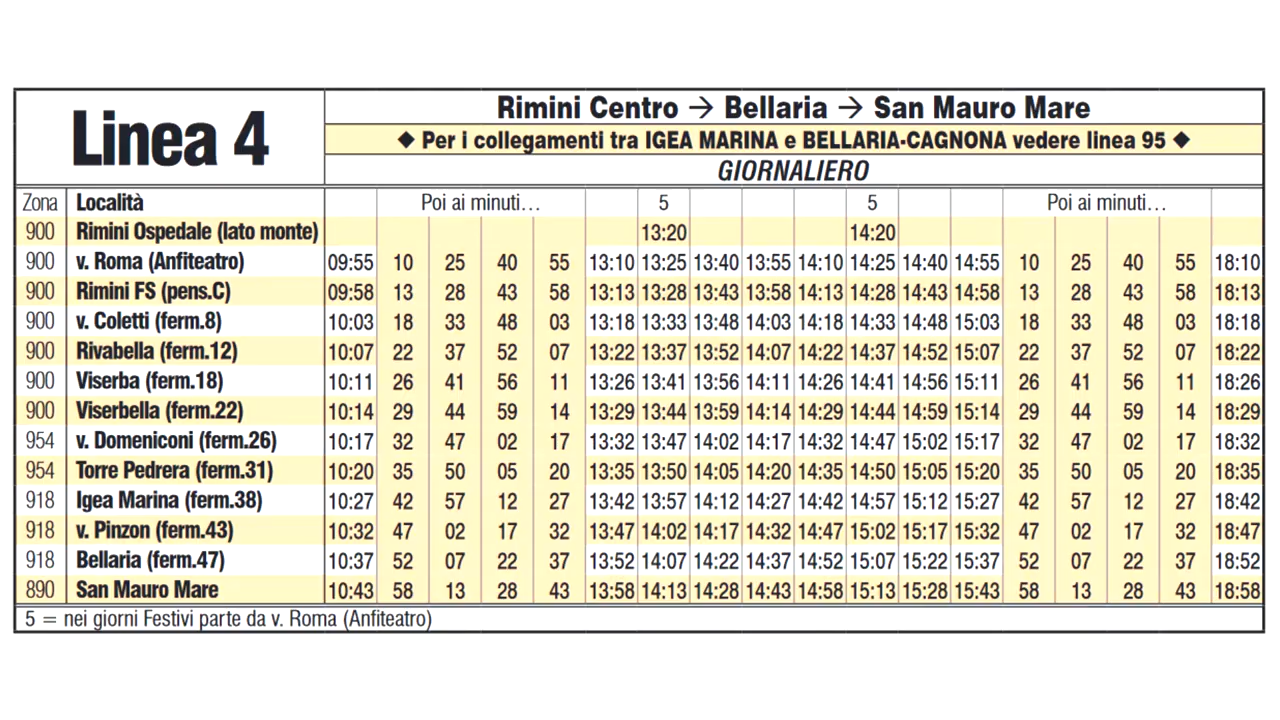 Linea 4
Rimini Centro → Bellaria → San Mauro Mare
◆ Per i collegamenti tra IGEA MARINA e BELLARIA-CAGNONA vedere linea 95 ◆
GIORNALIERO
Zona Località Poi ai minuti… 5 5 Poi ai minuti…
900 Rimini Ospedale (lato monte) 13:20 14:20
900 v. Roma (Anfiteatro) 09:55 10 25 40 55 13:10 13:25 13:40 13:55 14:10 14:25 14:40 14:55 10 25 40 55 18:10
900 Rimini FS (pens.C) 09:58 13 28 43 58 13:13 13:28 13:43 13:58 14:13 14:28 14:43 14:58 13 28 43 58 18:13
900 v. Coletti (ferm.8) 10:03 18 33 48 03 13:18 13:33 13:48 14:03 14:18 14:33 14:48 15:03 18 33 48 03 18:18
900 Rivabella (ferm.12) 10:07 22 37 52 07 13:22 13:37 13:52 14:07 14:22 14:37 14:52 15:07 22 37 52 07 18:22
900 Viserba (ferm.18) 10:11 26 41 56 11 13:26 13:41 13:56 14:11 14:26 14:41 14:56 15:11 26 41 56 11 18:26
900 Viserbella (ferm.22) 10:14 29 44 59 14 13:29 13:44 13:59 14:14 14:29 14:44 14:59 15:14 29 44 59 14 18:29
954 v. Domeniconi (ferm.26) 10:17 32 47 02 17 13:32 13:47 14:02 14:17 14:32 14:47 15:02 15:17 32 47 02 17 18:32
954 Torre Pedrera (ferm.31) 10:20 35 50 05 20 13:35 13:50 14:05 14:20 14:35 14:50 15:05 15:20 35 50 05 20 18:35
918 Igea Marina (ferm.38) 10:27 42 57 12 27 13:42 13:57 14:12 14:27 14:42 14:57 15:12 15:27 42 57 12 27 18:42
918 v. Pinzon (ferm.43) 10:32 47 02 17 32 13:47 14:02 14:17 14:32 14:47 15:02 15:17 15:32 47 02 17 32 18:47
918 Bellaria (ferm.47) 10:37 52 07 22 37 13:52 14:07 14:22 14:37 14:52 15:07 15:22 15:37 52 07 22 37 18:52
890 San Mauro Mare 10:43 58 13 28 43 13:58 14:13 14:28 14:43 14:58 15:13 15:28 15:43 58 13 28 43 18:58
5 = nei giorni Festivi parte da v. Roma (Anfiteatro)